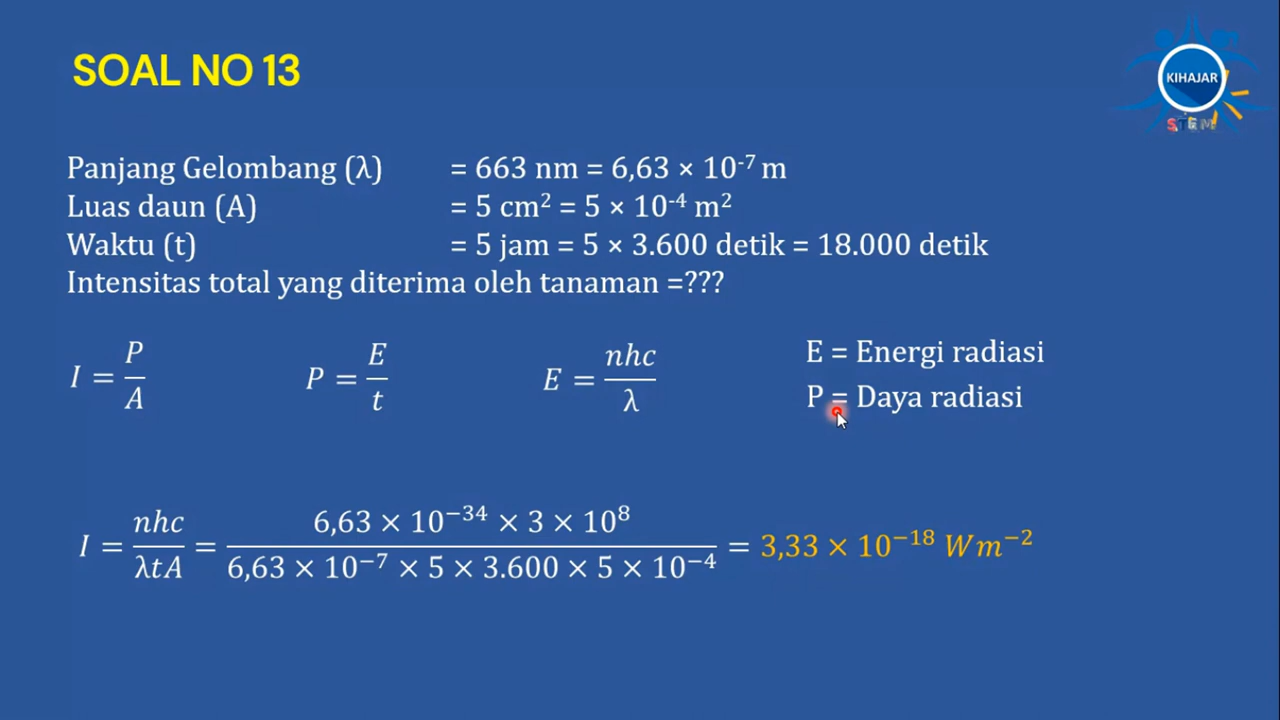 SOAL NO 13
KIHAJAR
STEM
Panjang Gelombang (λ) = 663 nm = 6,63 × 10⁻⁷ m
Luas daun (A) = 5 cm² = 5 × 10⁻⁴ m²
Waktu (t) = 5 jam = 5 × 3.600 detik = 18.000 detik
Intensitas total yang diterima oleh tanaman =???
I = P/A P = E/t E = nhc/λ
E = Energi radiasi
P = Daya radiasi
I = nhc/λtA = 6,63 × 10⁻³⁴ × 3 × 10⁸ / 6,63 × 10⁻⁷ × 5 × 3.600 × 5 × 10⁻⁴ = 3,33 × 10⁻¹⁸ Wm⁻²